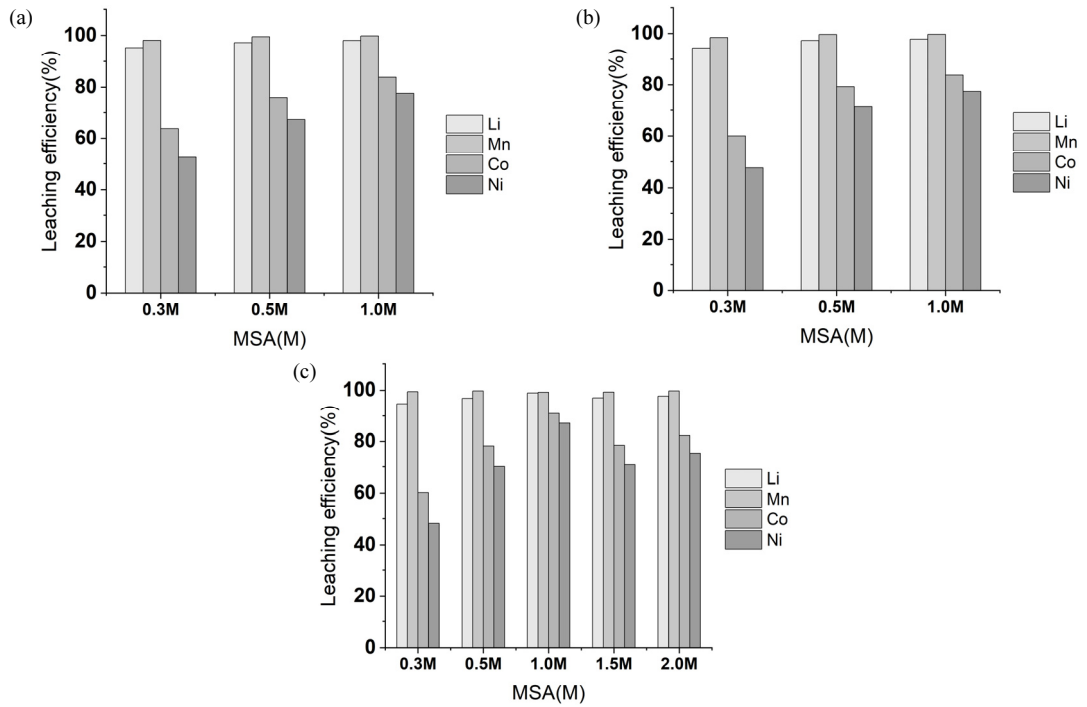 (a)
Leaching efficiency(%)
100
80
60
40
20
0
0.3M 0.5M 1.0M
MSA(M)
Li
Mn
Co
Ni
(b)
Leaching efficiency(%)
100
80
60
40
20
0
0.3M 0.5M 1.0M
MSA(M)
Li
Mn
Co
Ni
(c)
Leaching efficiency(%)
100
80
60
40
20
0
0.3M 0.5M 1.0M 1.5M 2.0M
MSA(M)
Li
Mn
Co
Ni